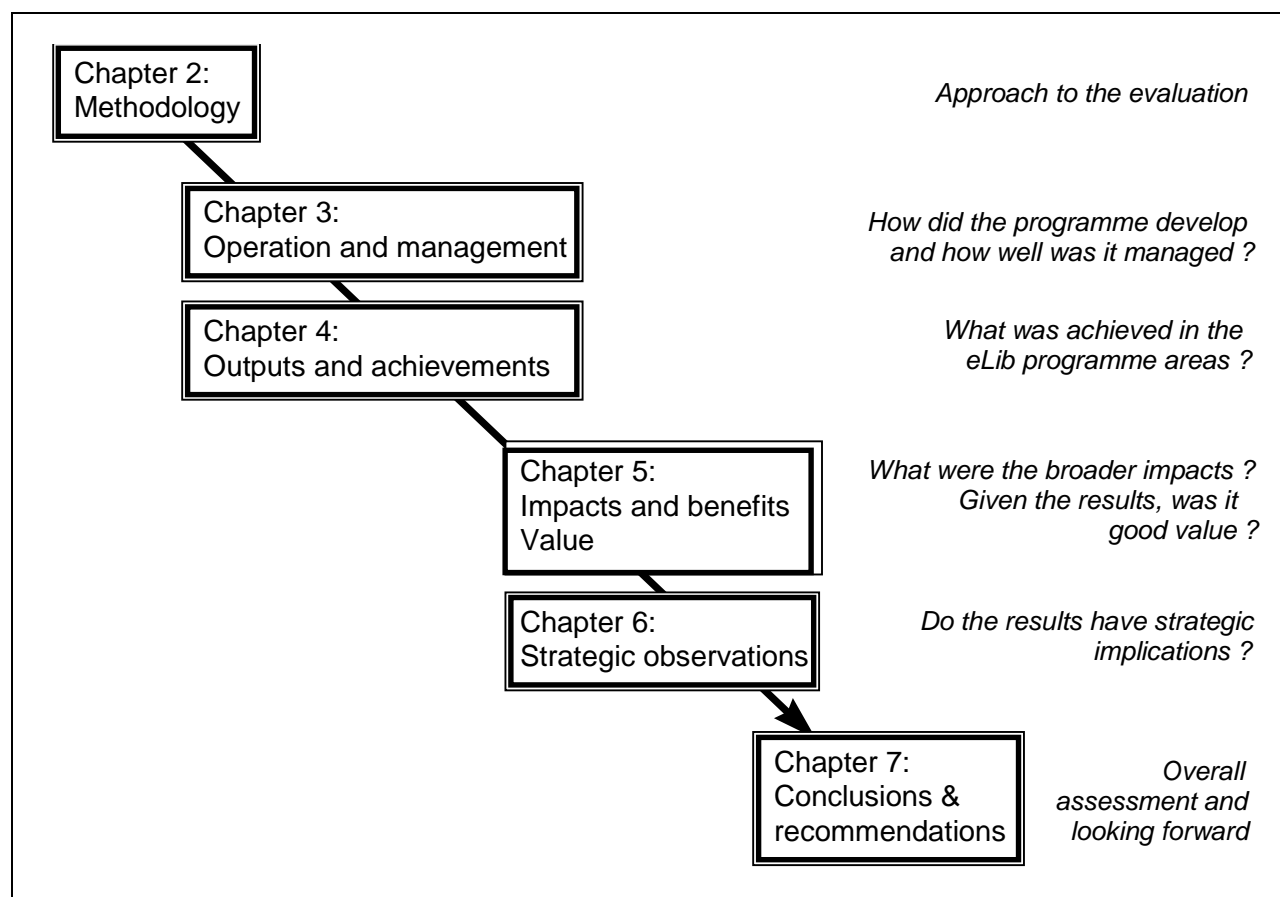 Chapter 2:
Methodology
Approach to the evaluation
Chapter 3:
Operation and management
How did the programme develop
and how well was it managed ?
Chapter 4:
Outputs and achievements
What was achieved in the
eLib programme areas ?
Chapter 5:
Impacts and benefits
Value
What were the broader impacts ?
Given the results, was it
good value ?
Chapter 6:
Strategic observations
Do the results have strategic
implications ?
Chapter 7:
Conclusions &
recommendations
Overall
assessment and
looking forward